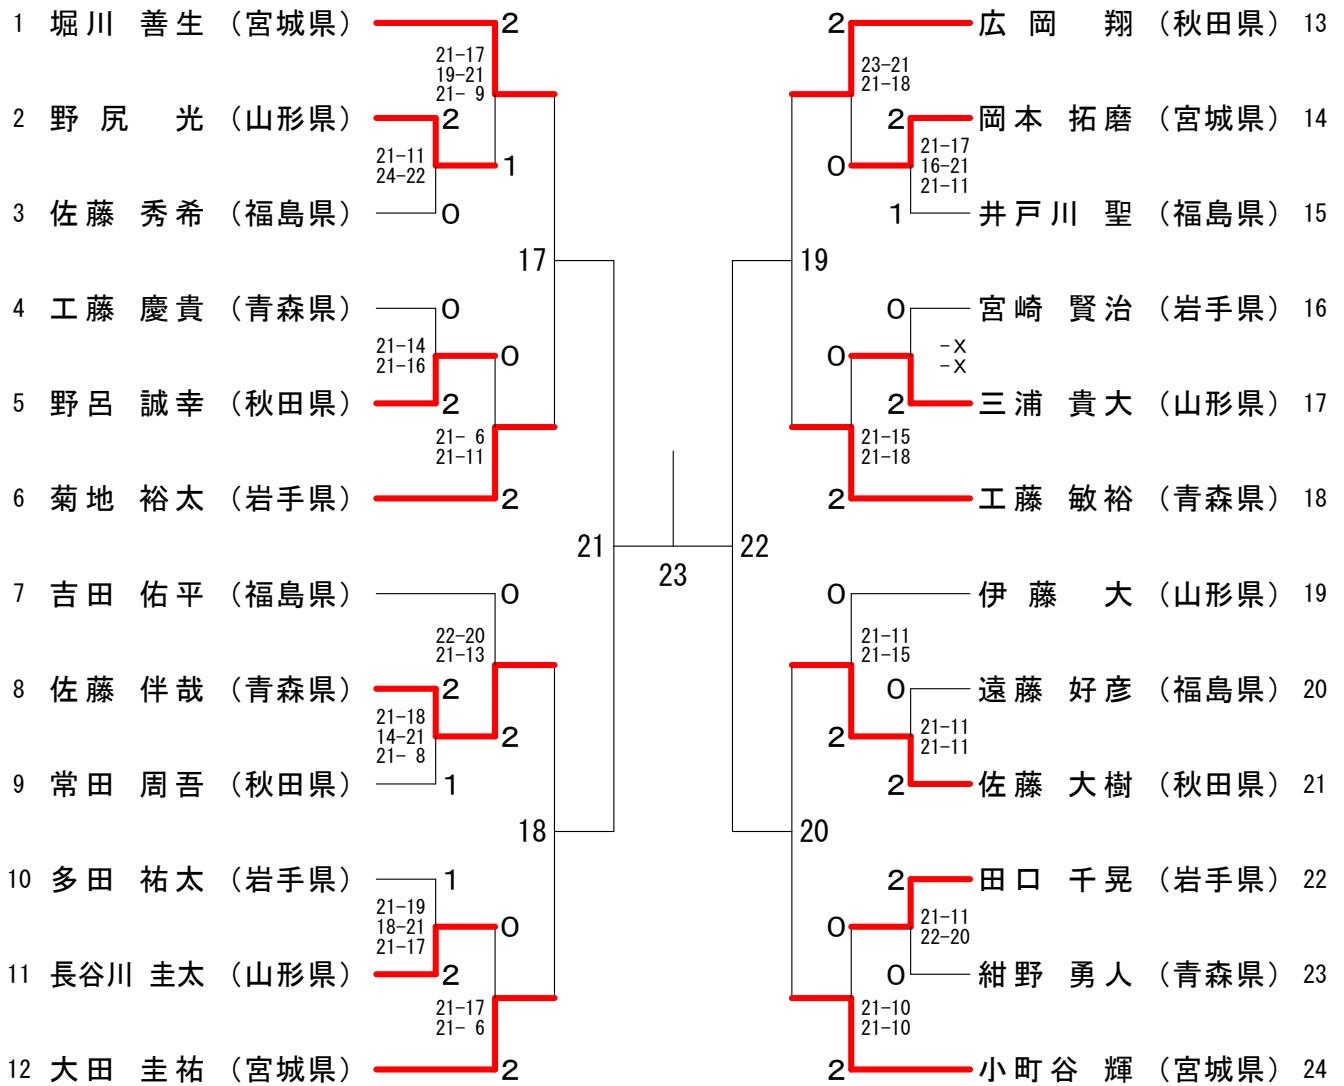 1 堀川 善生 (宮城県) 2
21-17
19-21
21- 9
2 野尻 光 (山形県) 2
21-11
24-22
1
3 佐藤 秀希 (福島県) 0
17
4 工藤 慶貴 (青森県) 0
21-14
21-16
0
5 野呂 誠幸 (秋田県) 2
21- 6
21-11
6 菊地 裕太 (岩手県) 2
21
7 吉田 佑平 (福島県) 0
22-20
21-13
8 佐藤 伴哉 (青森県) 2
21-18
14-21
21- 8
2
9 常田 周吾 (秋田県) 1
18
10 多田 祐太 (岩手県) 1
21-19
18-21
21-17
0
11 長谷川 圭太 (山形県) 2
21-17
21- 6
12 大田 圭祐 (宮城県) 2
23
2 広岡 翔 (秋田県) 13
23-21
21-18
2 岡本 拓磨 (宮城県) 14
0
21-17
16-21
21-11
1 井戸川 聖 (福島県) 15
19
0 宮崎 賢治 (岩手県) 16
0
-X
-X
2 三浦 貴大 (山形県) 17
21-15
21-18
2 工藤 敏裕 (青森県) 18
22
0 伊藤 大 (山形県) 19
21-11
21-15
0 遠藤 好彦 (福島県) 20
2
21-11
21-11
2 佐藤 大樹 (秋田県) 21
20
2 田口 千晃 (岩手県) 22
0
21-11
22-20
0 紺野 勇人 (青森県) 23
21-10
21-10
2 小町谷 輝 (宮城県) 24